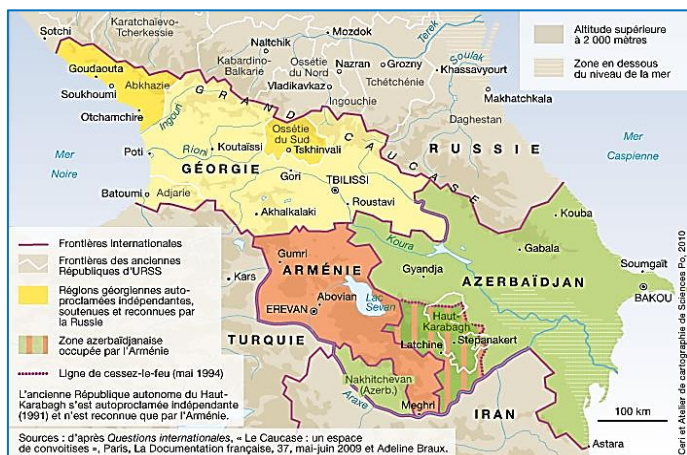 Sotchi
Karatchaïevo-
Tcherkessie
Naltchik
Mozdok
Terek
Kabardino-
Balkarie
Ossétie
du Nord
Nazran
Grozny
Soulak
Vladikavkaz
Tchétchénie
Khassavyourt
Ingouchie
Makhatchkala
Daghestan
Altitude supérieure
à 2 000 mètres
Zone en dessous
du niveau de la mer
Goudaouta
Abkhazie
Soukhoumi
Otchamchire
Ingouri
GRAND CAUCASE
RUSSIE
Mer
Noire
Mer
Caspienne
Poti
Rioni
Koutaïssi
Ossétie
du Sud
Tskhinvali
GÉORGIE
Gori
TBILISSI
Batoumi
Adjarie
Akhalkalaki
Roustavi
Kouba
Koura
Gabala
Gyandja
Soumgaït
AZERBAÏDJAN
BAKOU
Kars
Gumri
ARMÉNIE
Abovian
EREVAN
Lac
Sevan
Haut-
Karabagh
Latchine
Stepanakert
TURQUIE
Nakhitchevan
(Azerb.)
Araxe
Meghri
IRAN
Astara
100 km
Frontières Internationales
Frontières des anciennes
Républiques d'URSS
Régions géorgiennes auto-
proclamées indépendantes,
soutenues et reconnues par
la Russie
Zone azerbaïdjanaise
occupée par l'Arménie
Ligne de cessez-le-feu (mai 1994)
L'ancienne République autonome du Haut-
Karabagh s'est autoproclamée indépendante
(1991) et n'est reconnue que par l'Arménie.
Sources : d'après Questions internationales, « Le Caucase : un espace
de convoitises », Paris, La Documentation française, 37, mai-juin 2009 et Adeline Braux.
Ceri et Atelier de cartographie de Sciences Po, 2010